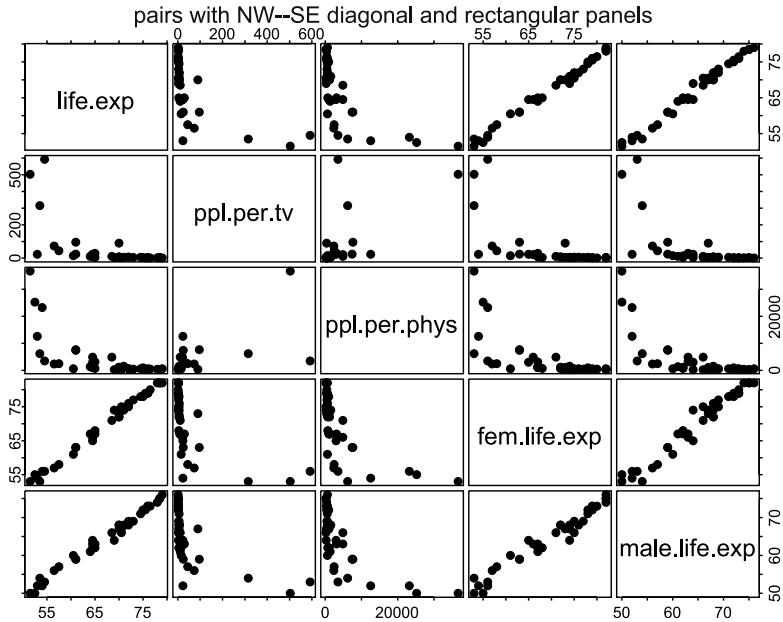 pairs with NW--SE diagonal and rectangular panels
0 200 400 600
55 65 75
life.exp
55 65 75
0 200 500
ppl.per.tv
ppl.per.phys
0 20000
55 65 75
fem.life.exp
50 60 70
male.life.exp
55 65 75
0 20000
50 60 70